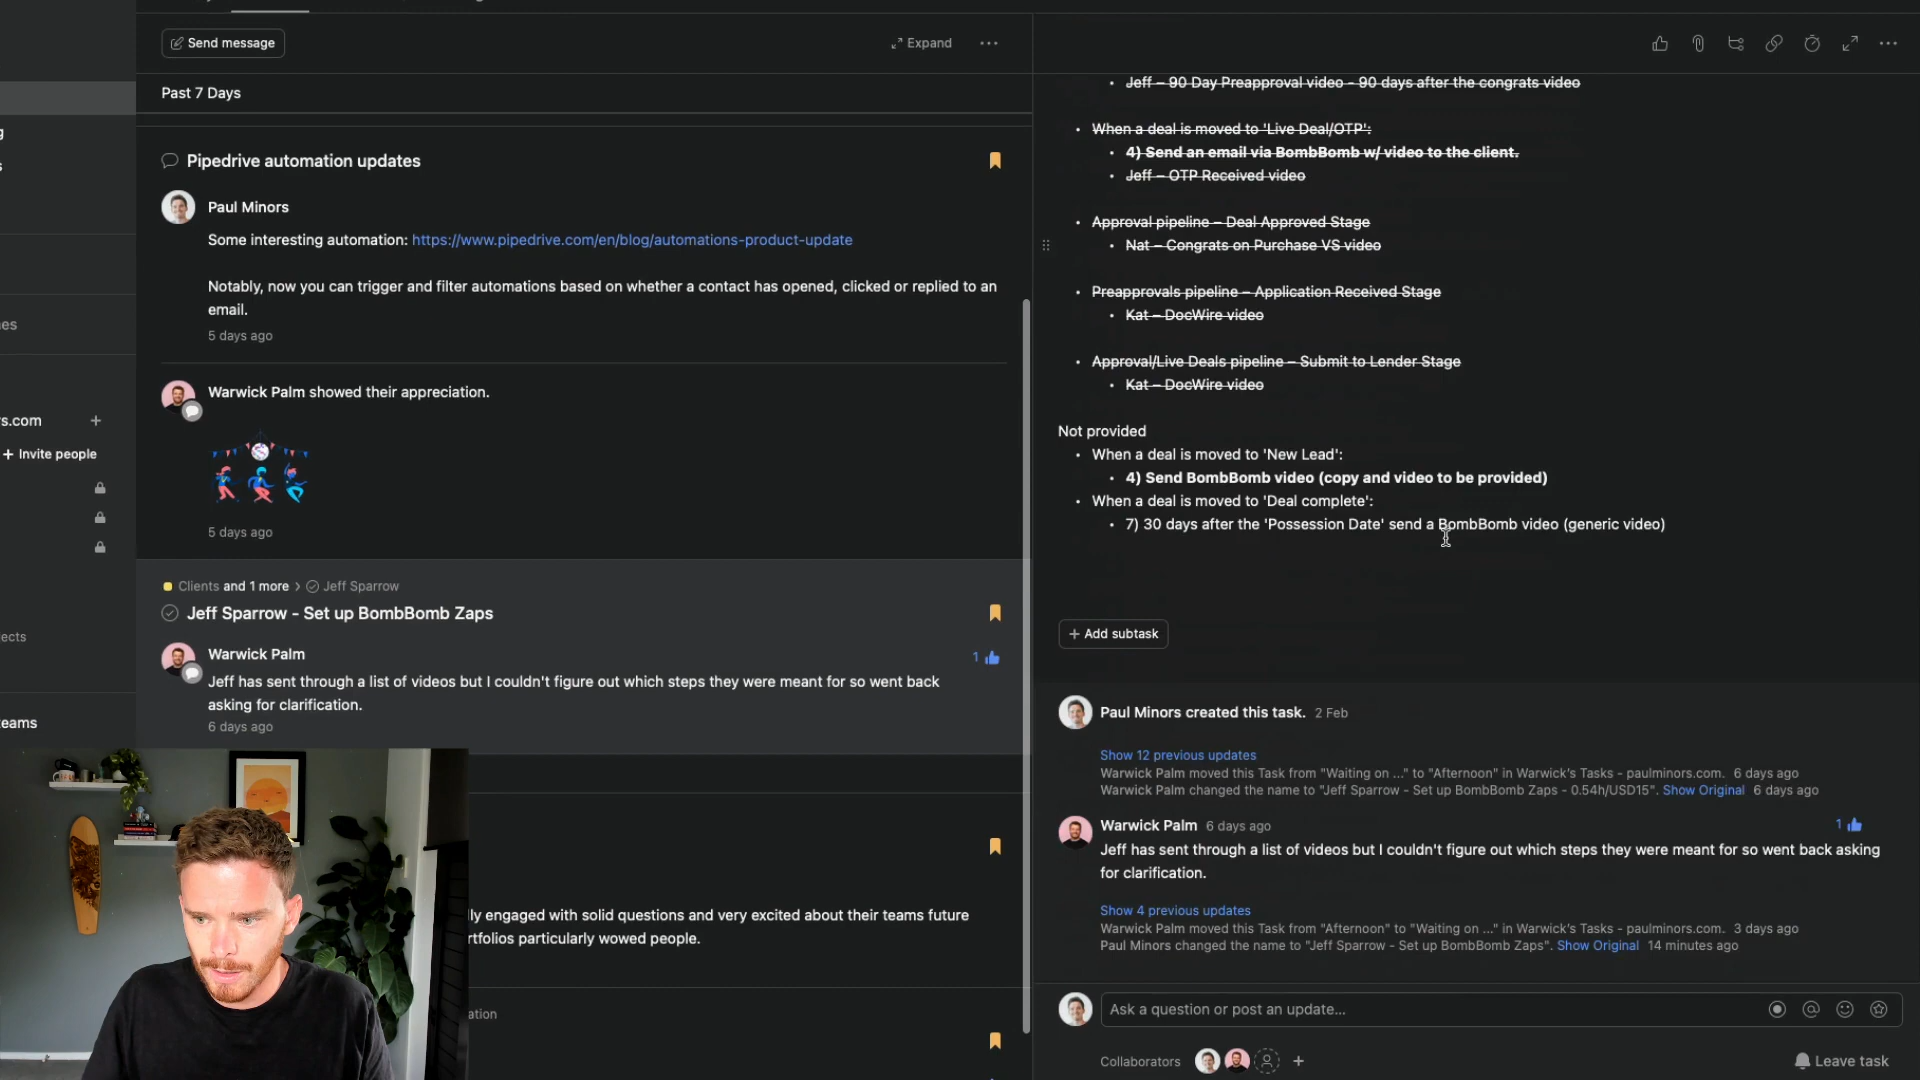 Send message
Expand
Past 7 Days
Pipedrive automation updates
Paul Minors
Some interesting automation: https://www.pipedrive.com/en/blog/automations-product-update
Notably, now you can trigger and filter automations based on whether a contact has opened, clicked or replied to an
email.
5 days ago
Warwick Palm showed their appreciation.
5 days ago
Clients and 1 more › Jeff Sparrow
Jeff Sparrow - Set up BombBomb Zaps
Warwick Palm
1
Jeff has sent through a list of videos but I couldn't figure out which steps they were meant for so went back
asking for clarification.
6 days ago
lly engaged with solid questions and very excited about their teams future
rtfolios particularly wowed people.
ation
s.com +
+ Invite people
ects
eams
Jeff – 90 Day Preapproval video - 90 days after the congrats video
When a deal is moved to 'Live Deal/OTP':
4) Send an email via BombBomb w/ video to the client.
Jeff – OTP Received video
Approval pipeline – Deal Approved Stage
Nat – Congrats on Purchase VS video
Preapprovals pipeline – Application Received Stage
Kat – DocWire video
Approval/Live Deals pipeline – Submit to Lender Stage
Kat – DocWire video
Not provided
When a deal is moved to 'New Lead':
4) Send BombBomb video (copy and video to be provided)
When a deal is moved to 'Deal complete':
7) 30 days after the 'Possession Date' send a BombBomb video (generic video)
+ Add subtask
Paul Minors created this task. 2 Feb
Show 12 previous updates
Warwick Palm moved this Task from "Waiting on ..." to "Afternoon" in Warwick's Tasks - paulminors.com. 6 days ago
Warwick Palm changed the name to "Jeff Sparrow - Set up BombBomb Zaps - 0.54h/USD15". Show Original 6 days ago
Warwick Palm 6 days ago
1
Jeff has sent through a list of videos but I couldn't figure out which steps they were meant for so went back asking
for clarification.
Show 4 previous updates
Warwick Palm moved this Task from "Afternoon" to "Waiting on ..." in Warwick's Tasks - paulminors.com. 3 days ago
Paul Minors changed the name to "Jeff Sparrow - Set up BombBomb Zaps". Show Original 14 minutes ago
Ask a question or post an update...
Collaborators
Leave task